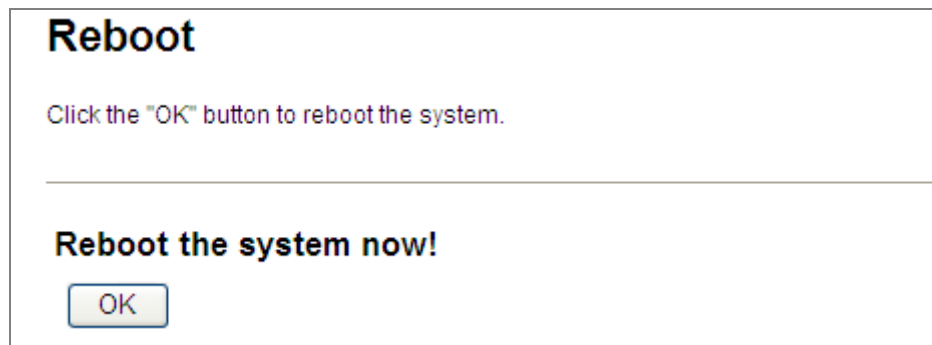 Reboot
Click the "OK" button to reboot the system.
Reboot the system now!
OK